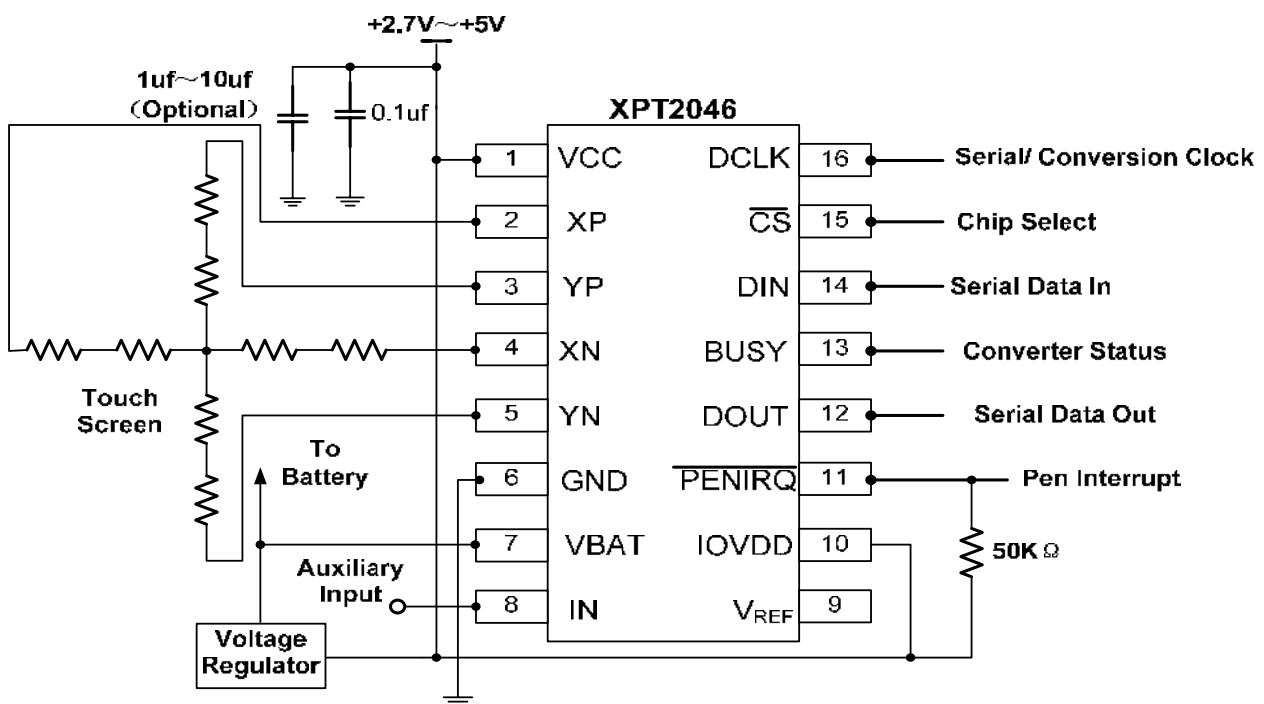 +2.7V～+5V
1uf～10uf
（Optional）
0.1uf
XPT2046
1 VCC DCLK 16 Serial/ Conversion Clock
2 XP CS 15 Chip Select
3 YP DIN 14 Serial Data In
4 XN BUSY 13 Converter Status
Touch
Screen
5 YN DOUT 12 Serial Data Out
To
Battery
6 GND PENIRQ 11 Pen Interrupt
7 VBAT IOVDD 10 50KΩ
Auxiliary
Input
8 IN VREF 9
Voltage
Regulator